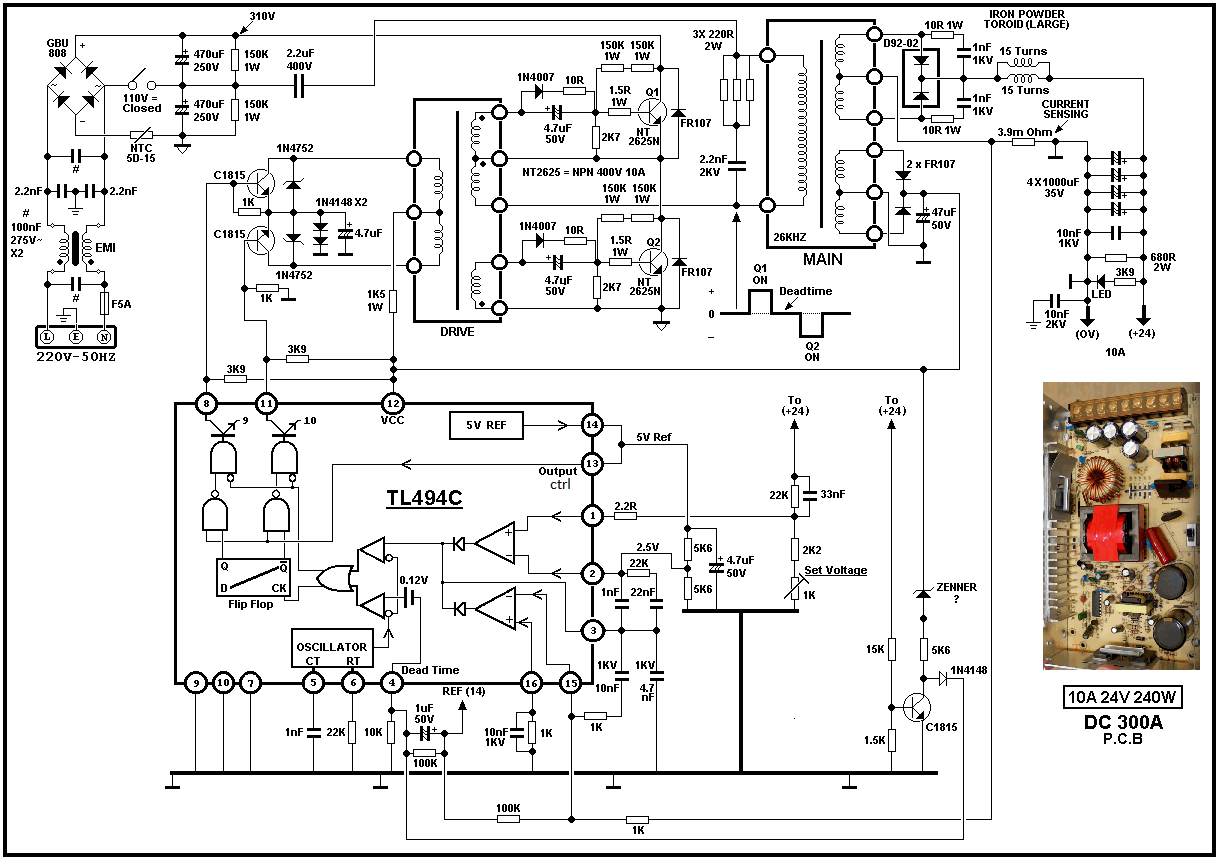 310V
GBU
808
+
470uF
250V
150K
1W
2.2uF
400V
~
~
110V =
Closed
470uF
250V
150K
1W
−
NTC
5D-15
#
2.2nF
2.2nF
#
100nF
275V~
X2
EMI
#
F5A
L
E
N
220V-50HZ
1N4752
C1815
1K
C1815
1N4148 X2
4.7uF
1N4752
1K
1K5
1W
3K9
3K9
DRIVE
1N4007
10R
4.7uF
50V
150K
1W
150K
1W
1.5R
1W
2K7
Q1
NT
2625N
FR107
NT2625 = NPN 400V 10A
150K
1W
150K
1W
1N4007
10R
4.7uF
50V
1.5R
1W
2K7
Q2
NT
2625N
FR107
3X 220R
2W
2.2nF
2KV
26KHZ
MAIN
Q1
ON
+
0
−
Deadtime
Q2
ON
D92-02
10R 1W
1nF
1KV
1nF
1KV
10R 1W
IRON POWDER
TOROID (LARGE)
15 Turns
15 Turns
CURRENT
SENSING
3.9m Ohm
2 x FR107
47uF
50V
4X1000uF
35V
10nF
1KV
680R
2W
3K9
LED
10nF
2KV
(0V)
(+24)
10A
8
11
12
VCC
9
10
5V REF
14
5V Ref
13
Output
ctrl
TL494C
1
2.2R
2
2.5V
22K
1nF
22nF
3
5K6
5K6
4.7uF
50V
To
(+24)
22K
33nF
2K2
Set Voltage
1K
To
(+24)
ZENNER
?
15K
5K6
1N4148
C1815
1.5K
Q
Q
D
CK
Flip Flop
0.12V
+
−
−
+
OSCILLATOR
CT
RT
Dead Time
9
10
7
5
6
4
16
15
REF (14)
1nF
22K
10K
1uF
50V
100K
10nF
1KV
1K
1K
1KV
10nF
1KV
4.7
nF
100K
1K
10A 24V 240W
DC 300A
P.C.B